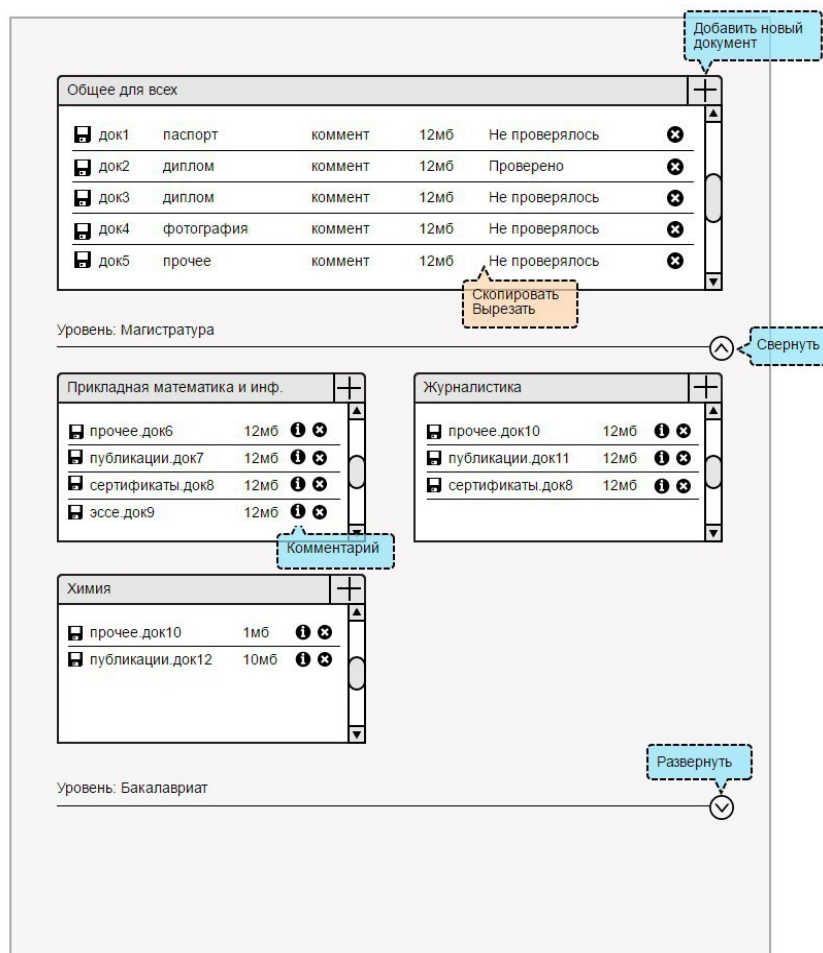 Добавить новый
документ
Общее для всех
док1 паспорт коммент 12мб Не проверялось
док2 диплом коммент 12мб Проверено
док3 диплом коммент 12мб Не проверялось
док4 фотография коммент 12мб Не проверялось
док5 прочее коммент 12мб Не проверялось
Скопировать
Вырезать
Уровень: Магистратура
Свернуть
Прикладная математика и инф.
прочее.док6 12мб
публикации.док7 12мб
сертификаты.док8 12мб
эссе.док9 12мб
Комментарий
Журналистика
прочее.док10 12мб
публикации.док11 12мб
сертификаты.док8 12мб
Химия
прочее.док10 1мб
публикации.док12 10мб
Развернуть
Уровень: Бакалавриат